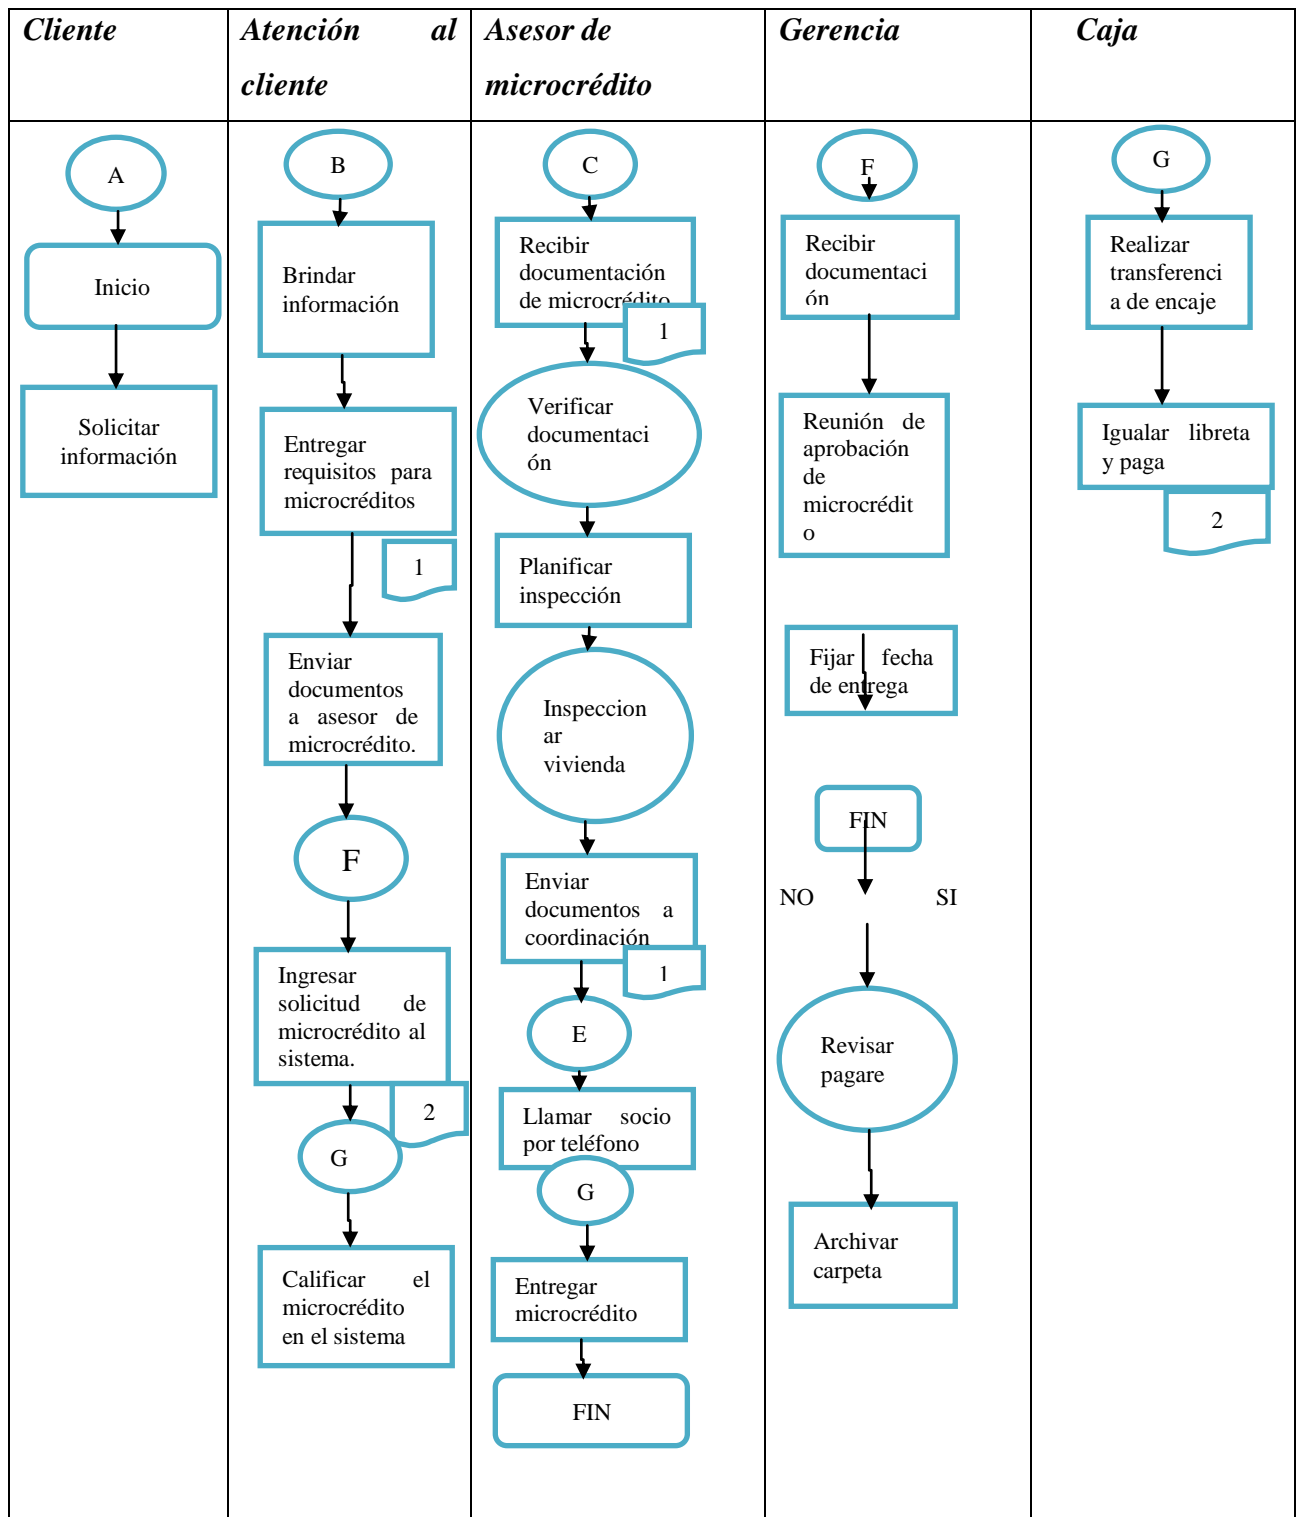 Cliente
Atención al
cliente
Asesor de
microcrédito
Gerencia
Caja
A
Inicio
Solicitar
información
B
Brindar
información
Entregar
requisitos para
microcréditos
1
Enviar
documentos
a asesor de
microcrédito.
F
Ingresar
solicitud de
microcrédito al
sistema.
2
G
Calificar el
microcrédito
en el sistema
C
Recibir
documentación
de microcrédito
1
Verificar
documentaci
ón
Planificar
inspección
Inspeccion
ar
vivienda
Enviar
documentos a
coordinación
1
E
Llamar socio
por teléfono
G
Entregar
microcrédito
FIN
F
Recibir
documentaci
ón
Reunión de
aprobación
de
microcrédit
o
Fijar fecha
de entrega
FIN
NO SI
Revisar
pagare
Archivar
carpeta
G
Realizar
transferenci
a de encaje
Igualar libreta
y paga
2